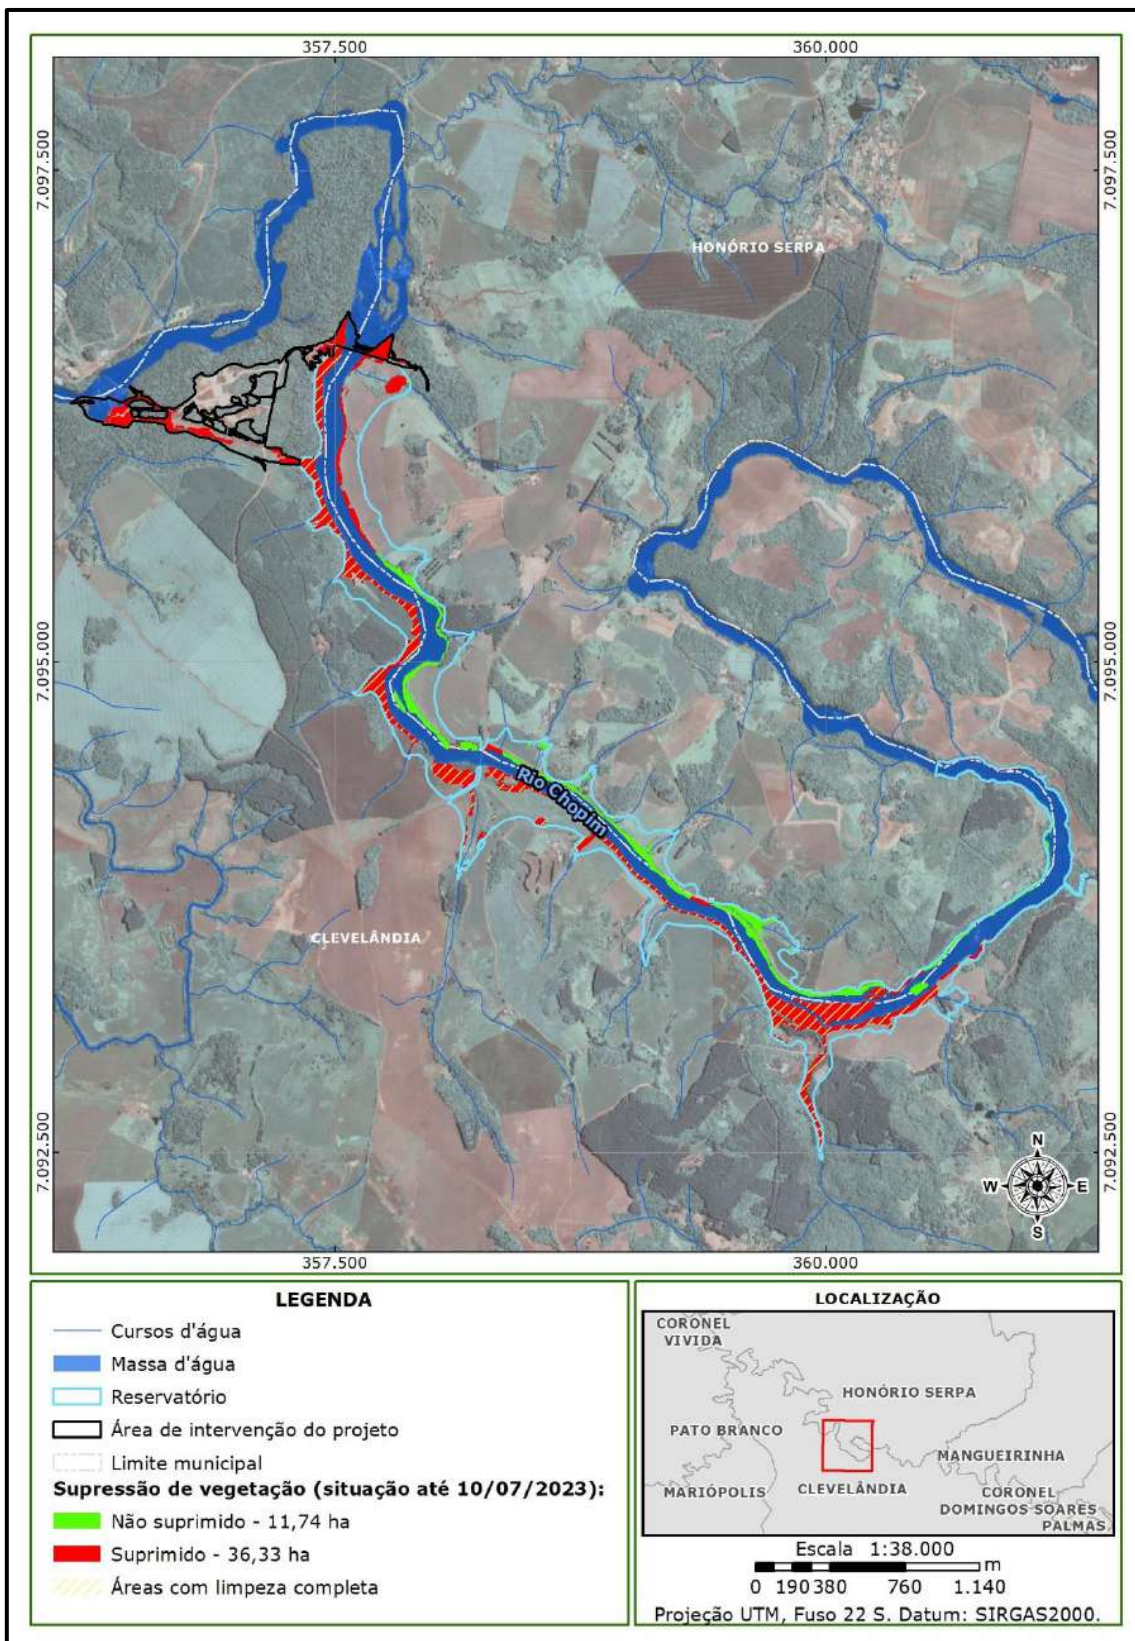 357.500
360.000
7.097.500
7.097.500
HONÓRIO SERPA
7.095.000
7.095.000
Rio Chopim
CLEVELÂNDIA
7.092.500
7.092.500
N
W
E
S
357.500
360.000
LEGENDA
Cursos d'água
Massa d'água
Reservatório
Área de intervenção do projeto
Limite municipal
Supressão de vegetação (situação até 10/07/2023):
Não suprimido - 11,74 ha
Suprimido - 36,33 ha
Áreas com limpeza completa
LOCALIZAÇÃO
CORONEL
VIVIDA
HONÓRIO SERPA
PATO BRANCO
MANGUEIRINHA
MARIÓPOLIS
CLEVELÂNDIA
CORONEL
DOMINGOS SOARES
PALMAS
Escala 1:38.000
m
0 190 380 760 1.140
Projeção UTM, Fuso 22 S. Datum: SIRGAS2000.